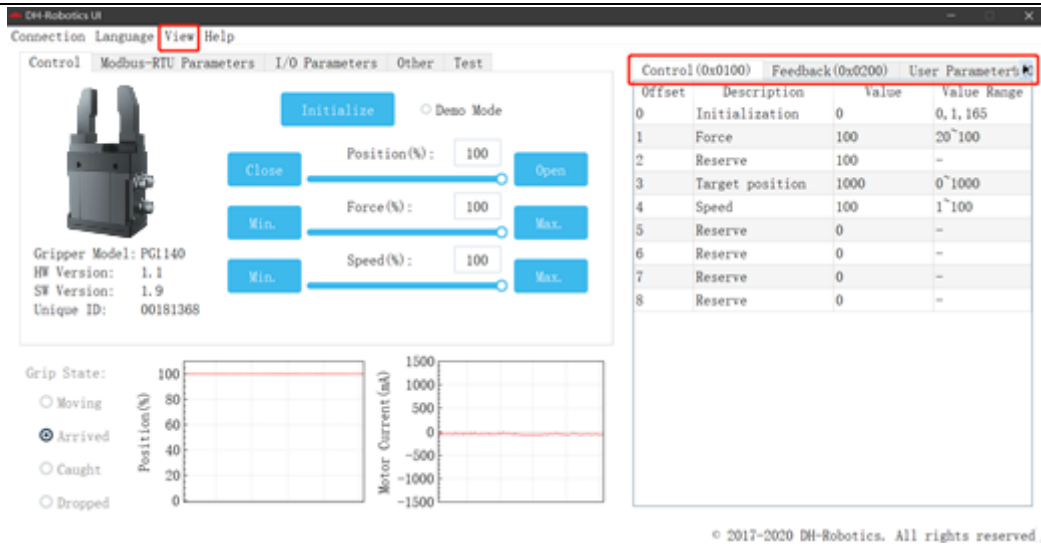 DH-Robotics UI
Connection Language View Help
Control Modbus-RTU Parameters I/O Parameters Other Test
Initialize Demo Mode
Position(%): 100
Close Open
Force(%): 100
Min. Max.
Speed(%): 100
Min. Max.
Gripper Model: PGI140
HW Version: 1.1
SW Version: 1.9
Unique ID: 00181368
Control(0x0100) Feedback(0x0200) User Parameters
Offset Description Value Value Range
0 Initialization 0 0,1,165
1 Force 100 20~100
2 Reserve 100 -
3 Target position 1000 0~1000
4 Speed 100 1~100
5 Reserve 0 -
6 Reserve 0 -
7 Reserve 0 -
8 Reserve 0 -
Grip State:
Moving
Arrived
Caught
Dropped
Position(%)
100
80
60
40
20
0
Motor Current(mA)
1500
1000
500
0
-500
-1000
-1500
© 2017-2020 DH-Robotics. All rights reserved